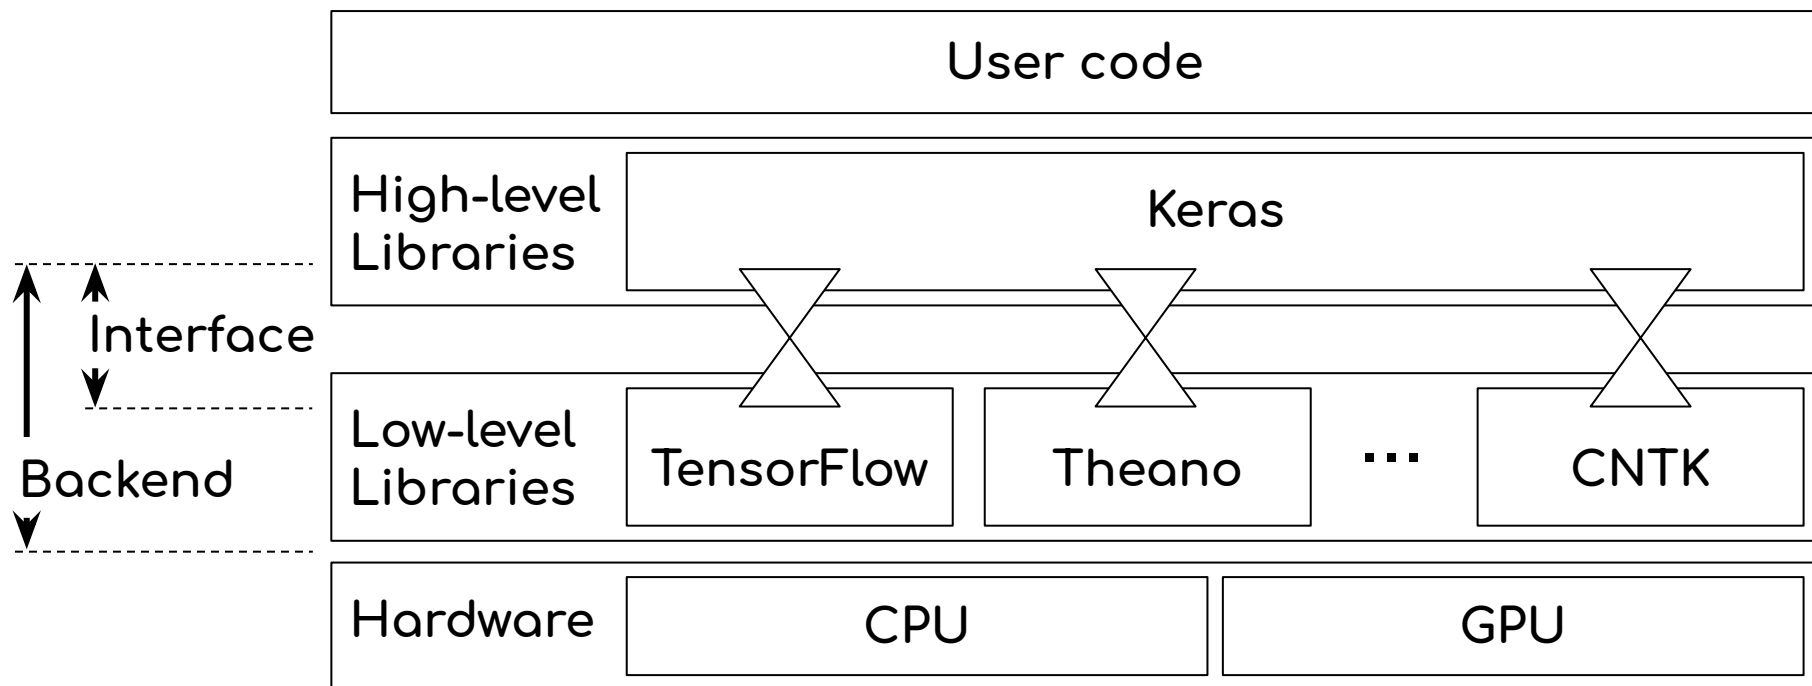 User code
High-level
Libraries
Keras
Interface
Backend
Low-level
Libraries
TensorFlow
Theano
...
CNTK
Hardware
CPU
GPU